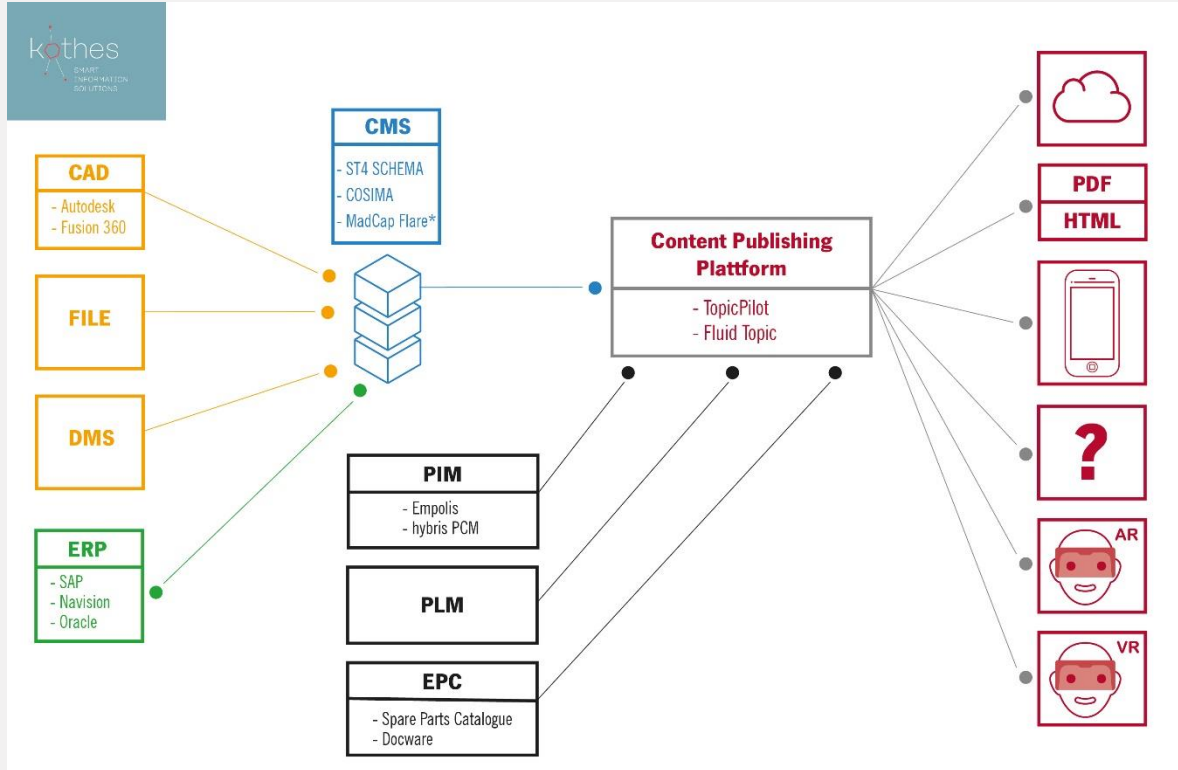 kothes
SMART
INFORMATION
SOLUTIONS
CAD
- Autodesk
- Fusion 360
FILE
DMS
ERP
- SAP
- Navision
- Oracle
CMS
- ST4 SCHEMA
- COSIMA
- MadCap Flare*
Content Publishing
Plattform
- TopicPilot
- Fluid Topic
PIM
- Empolis
- hybris PCM
PLM
EPC
- Spare Parts Catalogue
- Docware
PDF
HTML
?
AR
VR